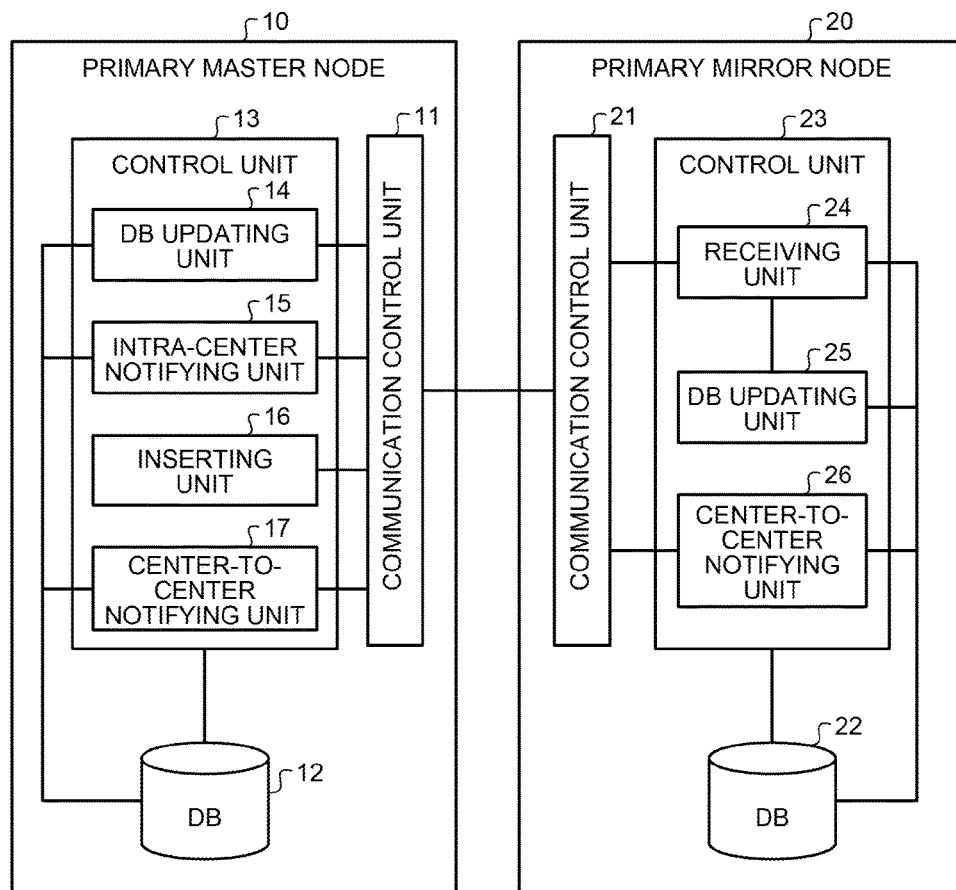 10
PRIMARY MASTER NODE
13
CONTROL UNIT
11
COMMUNICATION CONTROL UNIT
14
DB UPDATING
UNIT
15
INTRA-CENTER
NOTIFYING UNIT
16
INSERTING
UNIT
17
CENTER-TO-
CENTER
NOTIFYING UNIT
12
DB
20
PRIMARY MIRROR NODE
21
COMMUNICATION CONTROL UNIT
23
CONTROL UNIT
24
RECEIVING
UNIT
25
DB UPDATING
UNIT
26
CENTER-TO-
CENTER
NOTIFYING
UNIT
22
DB